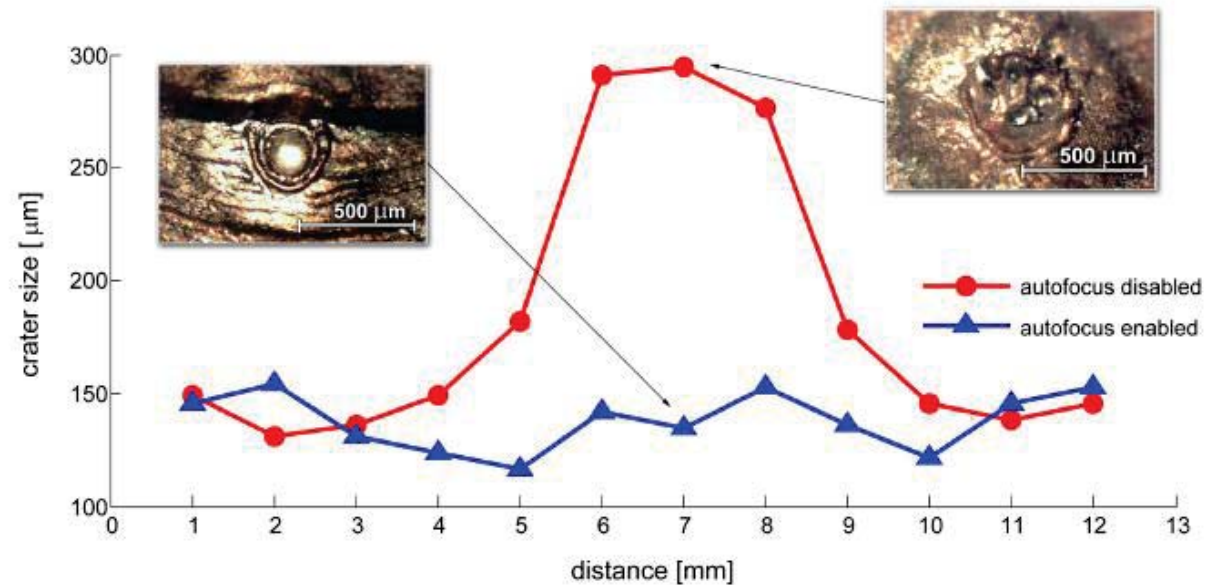 300
250
200
150
100
crater size [ μm]
500 μm
500 μm
autofocus disabled
autofocus enabled
0 1 2 3 4 5 6 7 8 9 10 11 12 13
distance [mm]